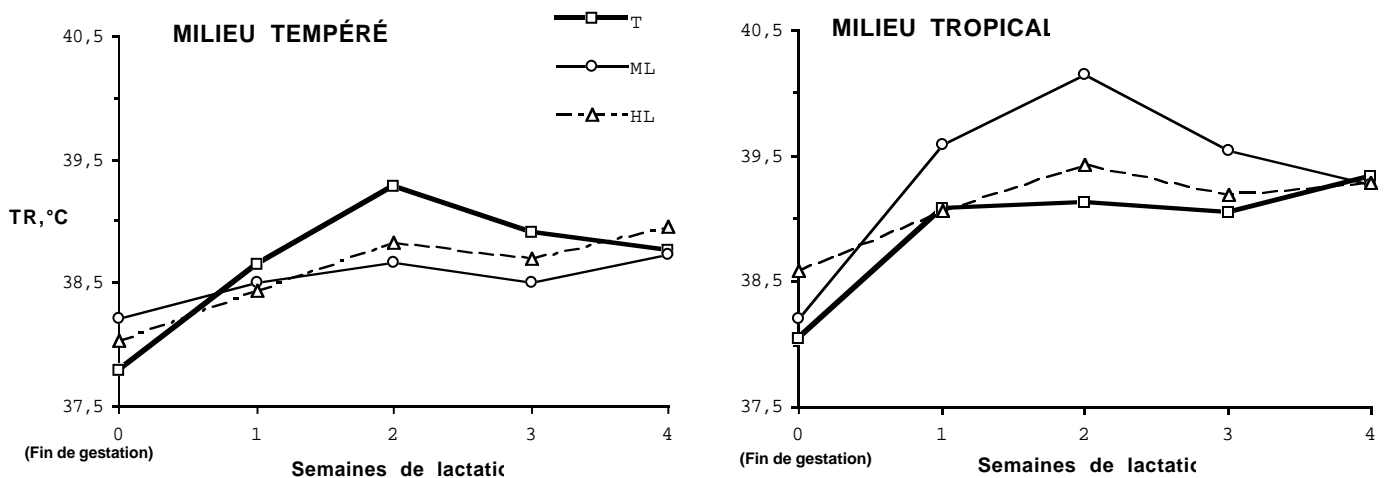 MILIEU TEMPÉRÉ
T
ML
HL
40,5
39,5
38,5
37,5
TR,°C
0
1
2
3
4
(Fin de gestation)
Semaines de lactatic
MILIEU TROPICAL
40,5
39,5
38,5
37,5
0
1
2
3
4
(Fin de gestation)
Semaines de lactatic